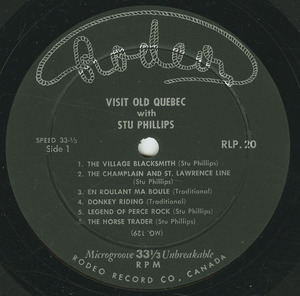 Rodeo
VISIT OLD QUEBEC
with
STU PHILLIPS
SPEED 33-⅓
Side 1
RLP. 20
1. THE VILLAGE BLACKSMITH (Stu Phillips)
2. THE CHAMPLAIN AND ST. LAWRENCE LINE
(Stu Phillips)
3. EN ROULANT MA BOULE (Traditional)
4. DONKEY RIDING (Traditional)
5. LEGEND OF PERCE ROCK (Stu Phillips)
6. THE HORSE TRADER (Stu Phillips)
(MO. 129)
Microgroove 33⅓ Unbreakable
RPM
RODEO RECORD CO., CANADA